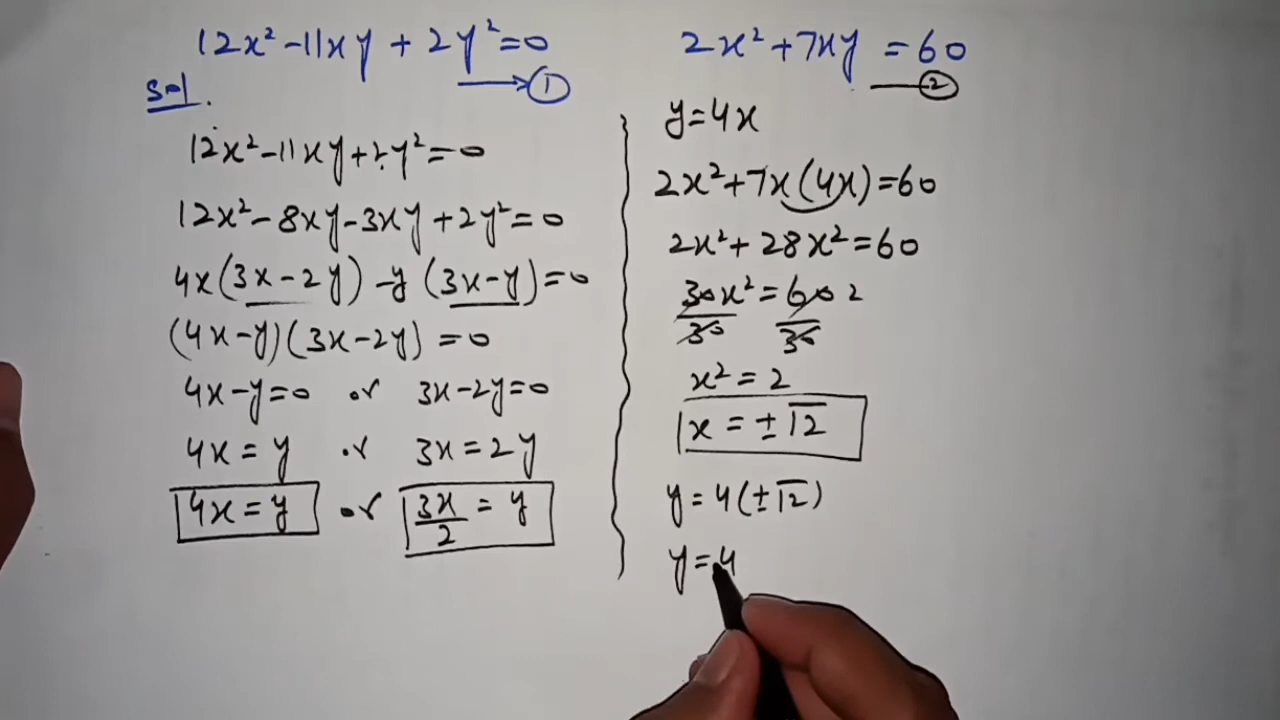 12x² - 11xy + 2y² = 0
→ ①
Sol.
12x² - 11xy + 2y² = 0
12x² - 8xy - 3xy + 2y² = 0
4x(3x - 2y) - y(3x - y) = 0
(4x - y)(3x - 2y) = 0
4x - y = 0 or 3x - 2y = 0
4x = y or 3x = 2y
4x = y or 3x/2 = y
2x² + 7xy = 60
②
y = 4x
2x² + 7x(4x) = 60
2x² + 28x² = 60
30x²/30 = 60/30 2
x² = 2
x = ±√2
y = 4(±√2)
y = 4